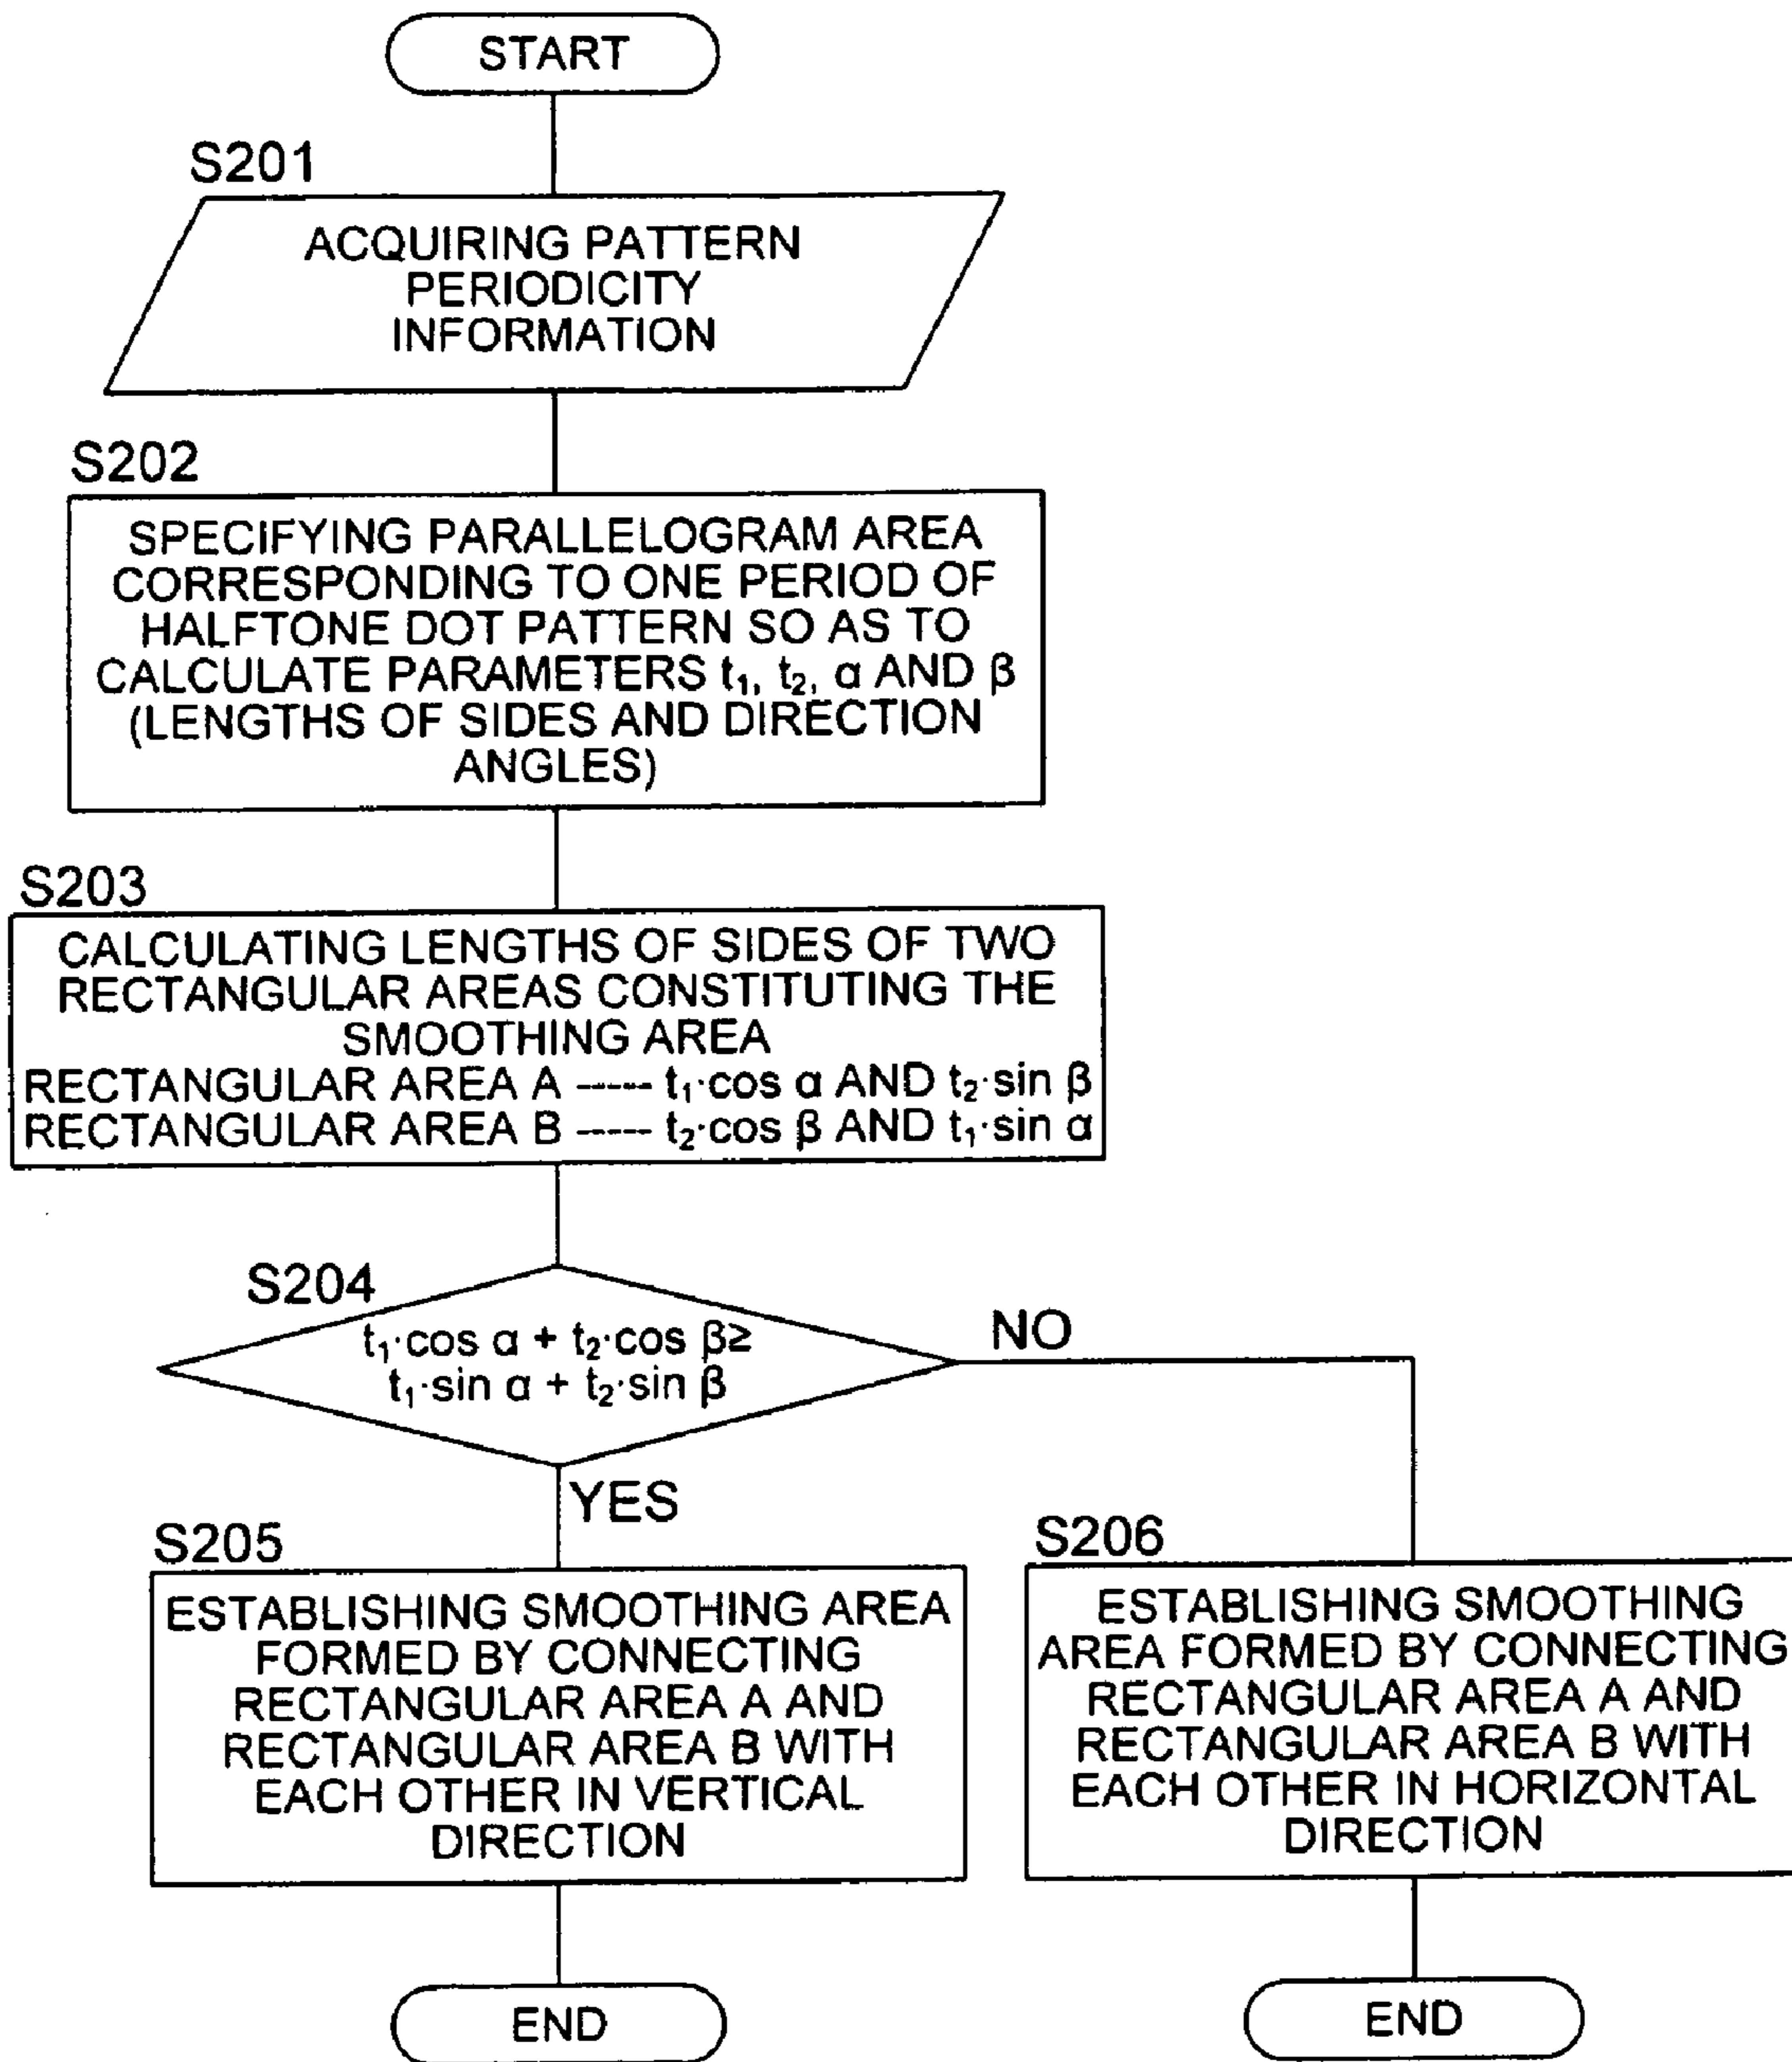 START
S201
ACQUIRING PATTERN
PERIODICITY
INFORMATION
S202
SPECIFYING PARALLELOGRAM AREA
CORRESPONDING TO ONE PERIOD OF
HALFTONE DOT PATTERN SO AS TO
CALCULATE PARAMETERS t₁, t₂, α AND β
(LENGTHS OF SIDES AND DIRECTION
ANGLES)
S203
CALCULATING LENGTHS OF SIDES OF TWO
RECTANGULAR AREAS CONSTITUTING THE
SMOOTHING AREA
RECTANGULAR AREA A ----- t₁·cos α AND t₂·sin β
RECTANGULAR AREA B ----- t₂·cos β AND t₁·sin α
S204
t₁·cos α + t₂·cos β≥
t₁·sin α + t₂·sin β
NO
YES
S205
ESTABLISHING SMOOTHING AREA
FORMED BY CONNECTING
RECTANGULAR AREA A AND
RECTANGULAR AREA B WITH
EACH OTHER IN VERTICAL
DIRECTION
S206
ESTABLISHING SMOOTHING
AREA FORMED BY CONNECTING
RECTANGULAR AREA A AND
RECTANGULAR AREA B WITH
EACH OTHER IN HORIZONTAL
DIRECTION
END
END